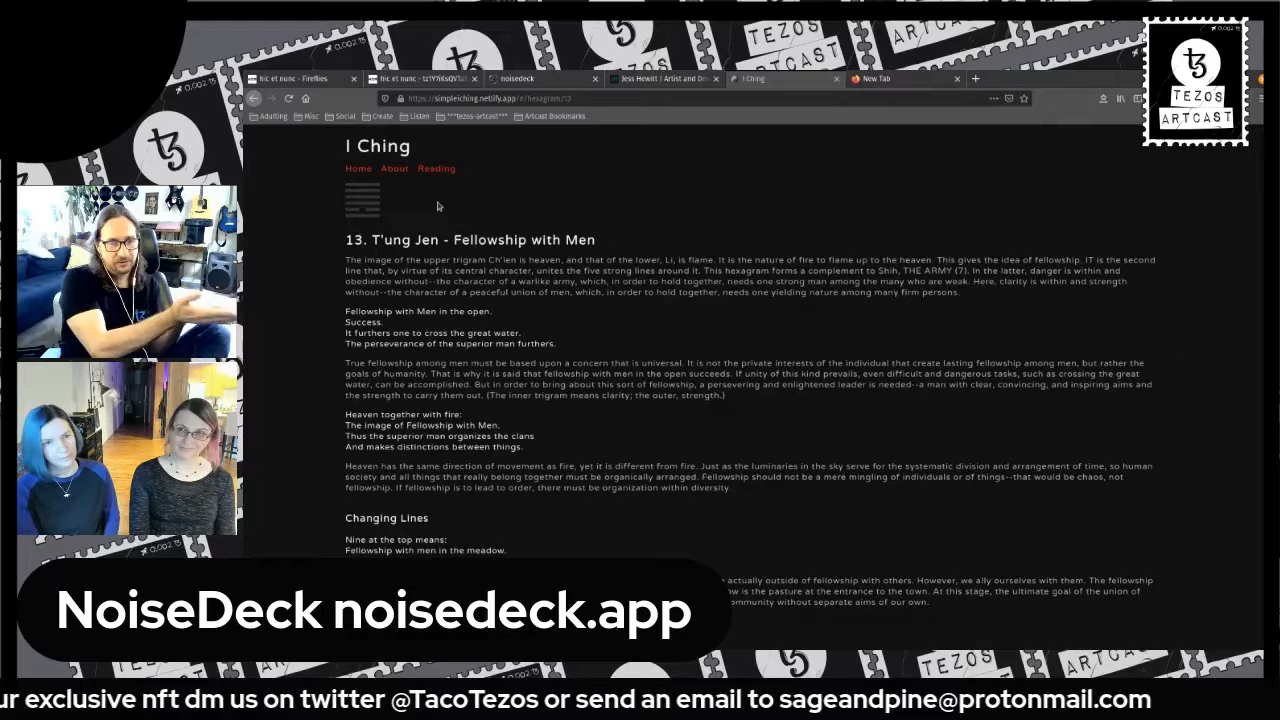 hic et nunc - Fireflies
noisedeck
Jess Hewitt | Artist and De
I Ching
New Tab
https://simpleiching.netlify.app/#/hexagram/13
Adulting Misc Social Create Listen ***tezos-artcast*** Artcast Bookmarks
TEZOS
ARTCAST
I Ching
Home About Reading
13. T'ung Jen - Fellowship with Men
The image of the upper trigram Ch'ien is heaven, and that of the lower, Li, is flame. It is the nature of fire to flame up to the heaven. This gives the idea of fellowship. IT is the second
line that, by virtue of its central character, unites the five strong lines around it. This hexagram forms a complement to Shih, THE ARMY (7). In the latter, danger is within and
obedience without--the character of a warlike army, which, in order to hold together, needs one strong man among the many who are weak. Here, clarity is within and strength
without--the character of a peaceful union of men, which, in order to hold together, needs one yielding nature among many firm persons.
Fellowship with Men in the open.
Success.
It furthers one to cross the great water.
The perseverance of the superior man furthers.
True fellowship among men must be based upon a concern that is universal. It is not the private interests of the individual that create lasting fellowship among men, but rather the
goals of humanity. That is why it is said that fellowship with men in the open succeeds. If unity of this kind prevails, even difficult and dangerous tasks, such as crossing the great
water, can be accomplished. But in order to bring about this sort of fellowship, a persevering and enlightened leader is needed--a man with clear, convincing, and inspiring aims and
the strength to carry them out. (The inner trigram means clarity; the outer, strength.)
Heaven together with fire:
The image of Fellowship with Men.
Thus the superior man organizes the clans
And makes distinctions between things.
Heaven has the same direction of movement as fire, yet it is different from fire. Just as the luminaries in the sky serve for the systematic division and arrangement of time, so human
society and all things that really belong together must be organically arranged. Fellowship should not be a mere mingling of individuals or of things--that would be chaos, not
fellowship. If fellowship is to lead to order, there must be organization within diversity.
Changing Lines
Nine at the top means:
Fellowship with men in the meadow.
actually outside of fellowship with others. However, we ally ourselves with them. The fellowship
is the pasture at the entrance to the town. At this stage, the ultimate goal of the union of
without separate aims of our own.
NoiseDeck noisedeck.app
exclusive nft dm us on twitter @TacoTezos or send an email to sageandpine@protonmail.com